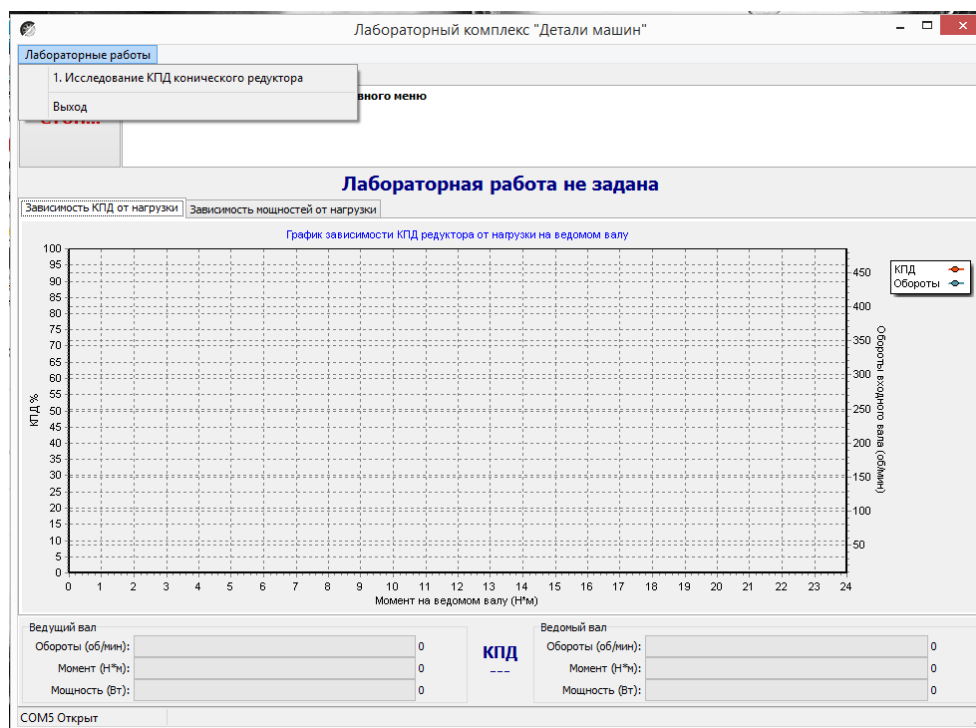 Лабораторный комплекс "Детали машин"
Лабораторные работы
1. Исследование КПД конического редуктора
Выход
вного меню
Лабораторная работа не задана
Зависимость КПД от нагрузки
Зависимость мощностей от нагрузки
График зависимости КПД редуктора от нагрузки на ведомом валу
КПД
Обороты
КПД %
100
95
90
85
80
75
70
65
60
55
50
45
40
35
30
25
20
15
10
5
0
450
400
350
300
250
200
150
100
50
Обороты входного вала (об/мин)
0 1 2 3 4 5 6 7 8 9 10 11 12 13 14 15 16 17 18 19 20 21 22 23 24
Момент на ведомом валу (Н*м)
Ведущий вал
Обороты (об/мин): 0
Момент (Н*м): 0
Мощность (Вт): 0
КПД
---
Ведомый вал
Обороты (об/мин): 0
Момент (Н*м): 0
Мощность (Вт): 0
COM5 Открыт